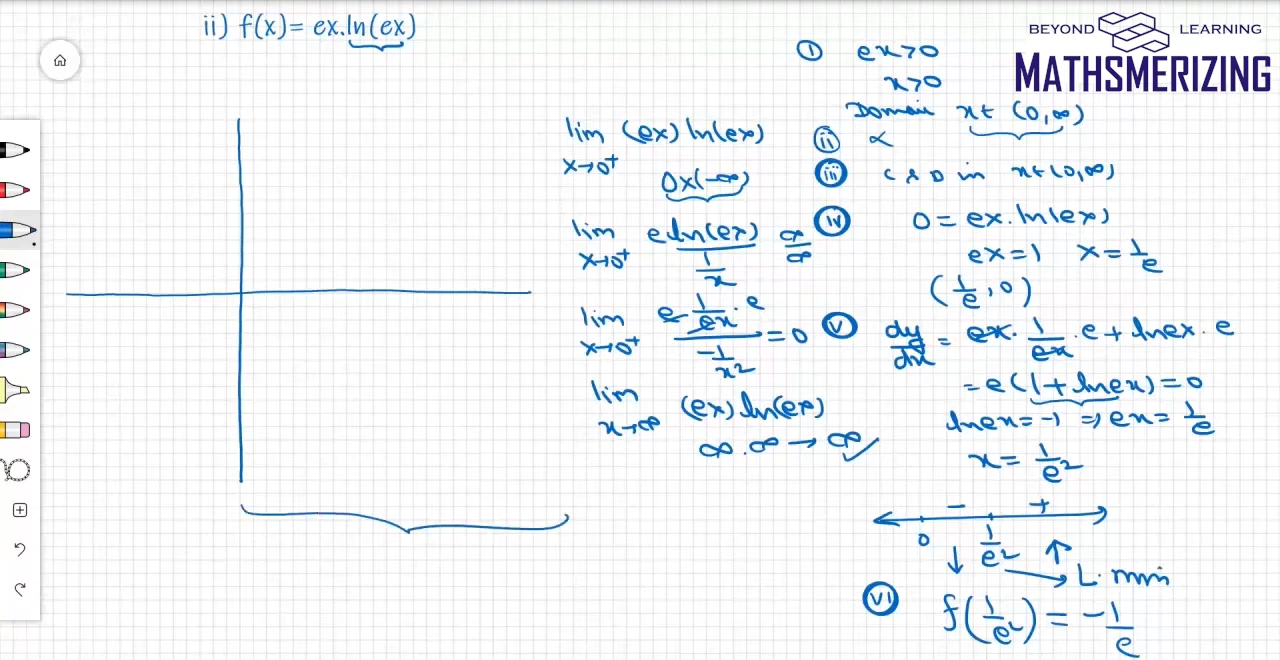 ii) f(x)= ex.ln(ex)
BEYOND LEARNING
MATHSMERIZING
① ex>0
x>0
Domain x∈ (0,∞)
ⓘⓘ ∝
ⓘⓘⓘ C & D in x∈(0,∞)
ⓘⓥ 0 = ex.ln(ex)
ex=1 x=1/e
(1/e, 0)
ⓥ dy/dx = ex. 1/ex .e + lnex. e
= e(1+lnex)=0
lnex=-1 ⇒ ex=1/e
x= 1/e²
- +
0 1/e²
↓ ↑
→ L. min
ⓥⓘ f(1/e²) = -1/e
lim x→0⁺ (ex) ln(ex)
0x(-∞)
lim x→0⁺ e ln(ex) / (1/x) ∞/∞
lim x→0⁺ (e. 1/ex . e) / (-1/x²) = 0
lim x→∞ (ex) ln(ex)
∞.∞ → ∞ ✓